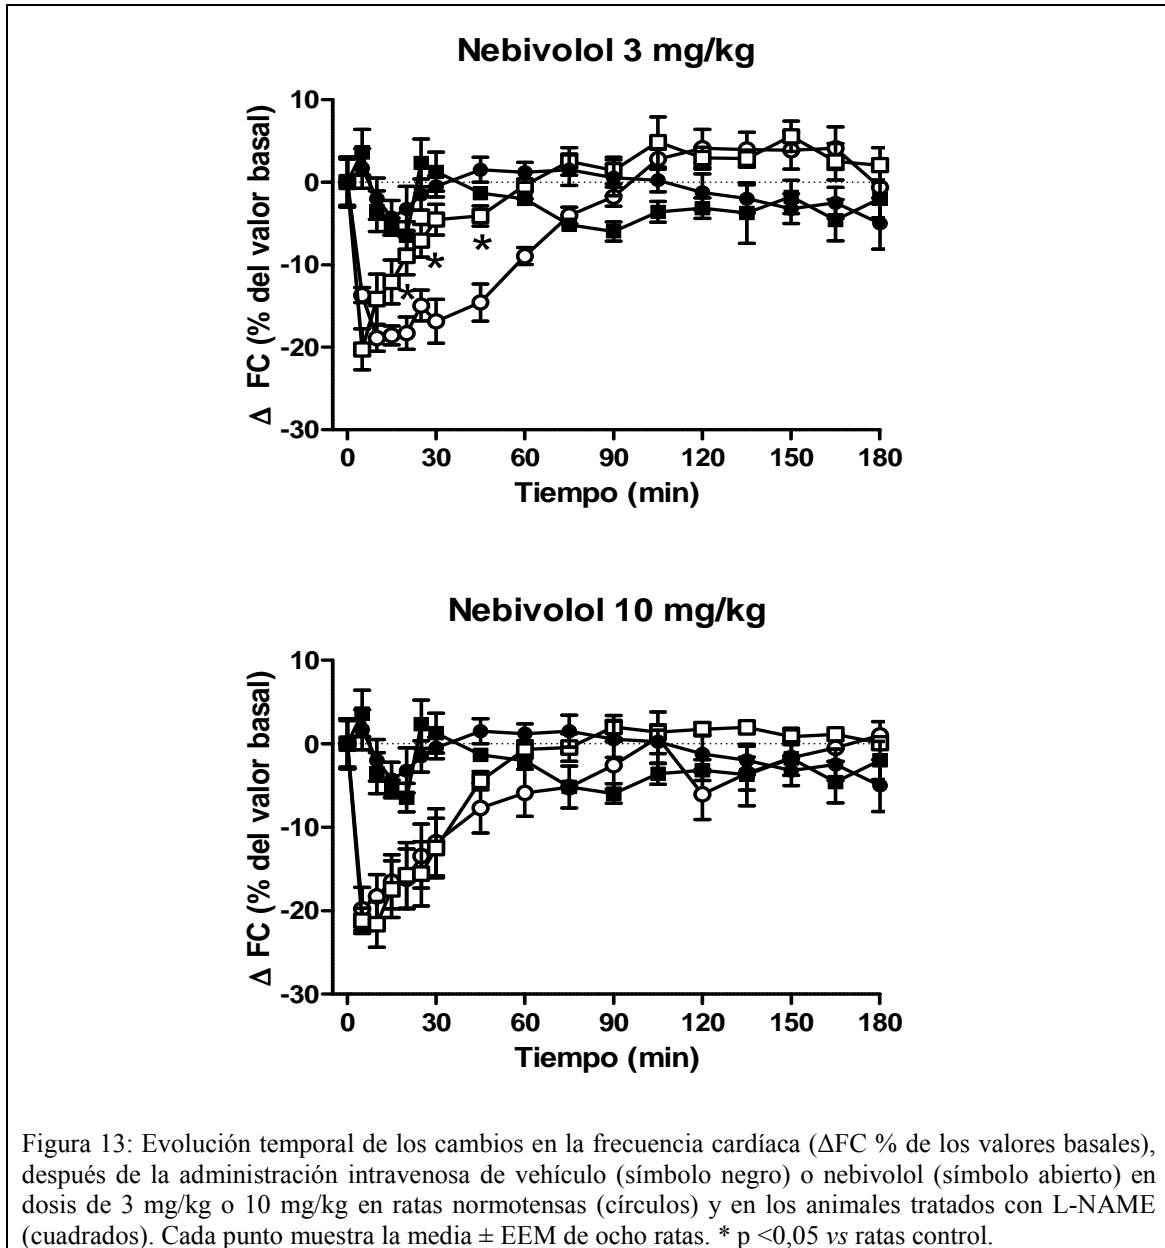 Nebivolol 3 mg/kg
10
0
-10
-20
-30
Δ FC (% del valor basal)
*
*
*
0 30 60 90 120 150 180
Tiempo (min)
Nebivolol 10 mg/kg
10
0
-10
-20
-30
Δ FC (% del valor basal)
0 30 60 90 120 150 180
Tiempo (min)
Figura 13: Evolución temporal de los cambios en la frecuencia cardíaca (ΔFC % de los valores basales),
después de la administración intravenosa de vehículo (símbolo negro) o nebivolol (símbolo abierto) en
dosis de 3 mg/kg o 10 mg/kg en ratas normotensas (círculos) y en los animales tratados con L-NAME
(cuadrados). Cada punto muestra la media ± EEM de ocho ratas. * p <0,05 vs ratas control.